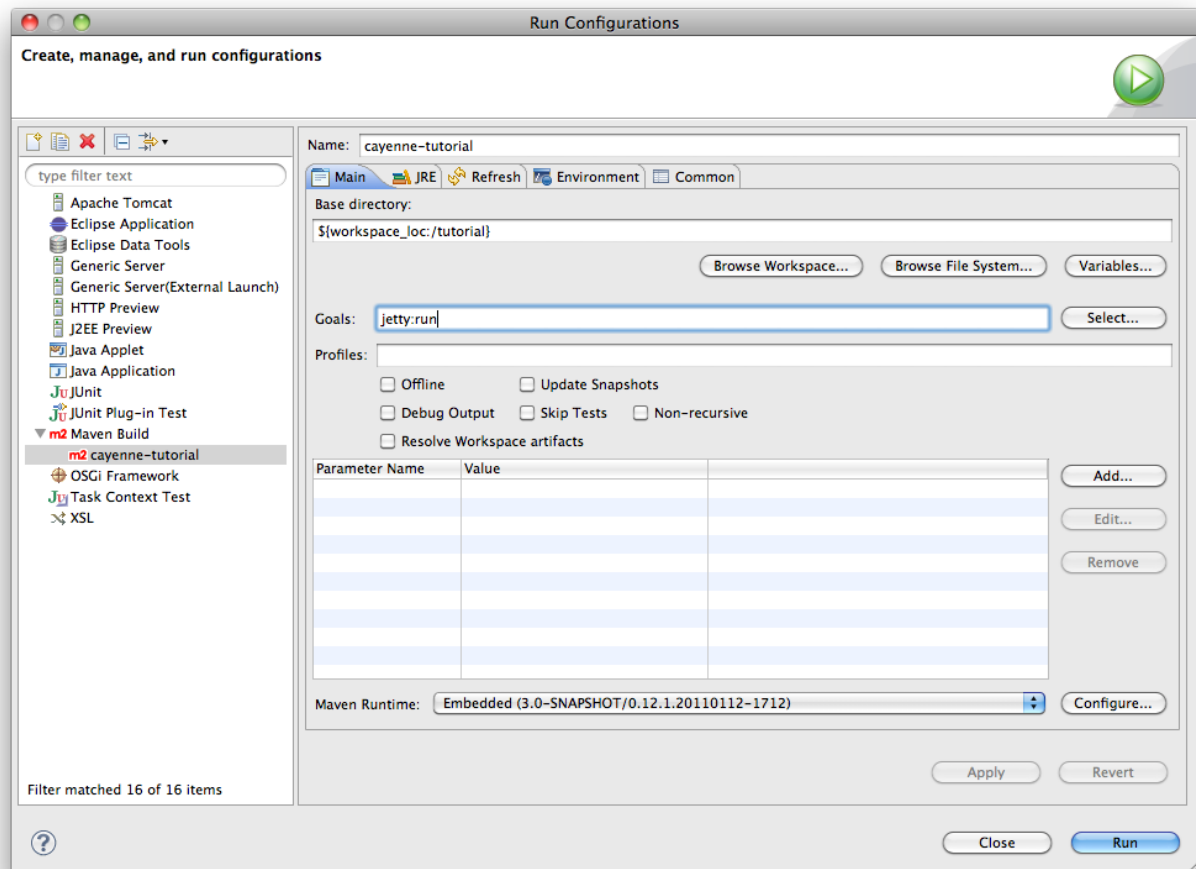 Run Configurations
Create, manage, and run configurations
type filter text
Apache Tomcat
Eclipse Application
Eclipse Data Tools
Generic Server
Generic Server(External Launch)
HTTP Preview
J2EE Preview
Java Applet
Java Application
Ju JUnit
JUnit Plug-in Test
m2 Maven Build
m2 cayenne-tutorial
OSGi Framework
Task Context Test
XSL
Filter matched 16 of 16 items
Name: cayenne-tutorial
Main JRE Refresh Environment Common
Base directory:
${workspace_loc:/tutorial}
Browse Workspace... Browse File System... Variables...
Goals: jetty:run Select...
Profiles:
Offline Update Snapshots
Debug Output Skip Tests Non-recursive
Resolve Workspace artifacts
Parameter Name Value
Add...
Edit...
Remove
Maven Runtime: Embedded (3.0-SNAPSHOT/0.12.1.20110112-1712) Configure...
Apply Revert
? Close Run